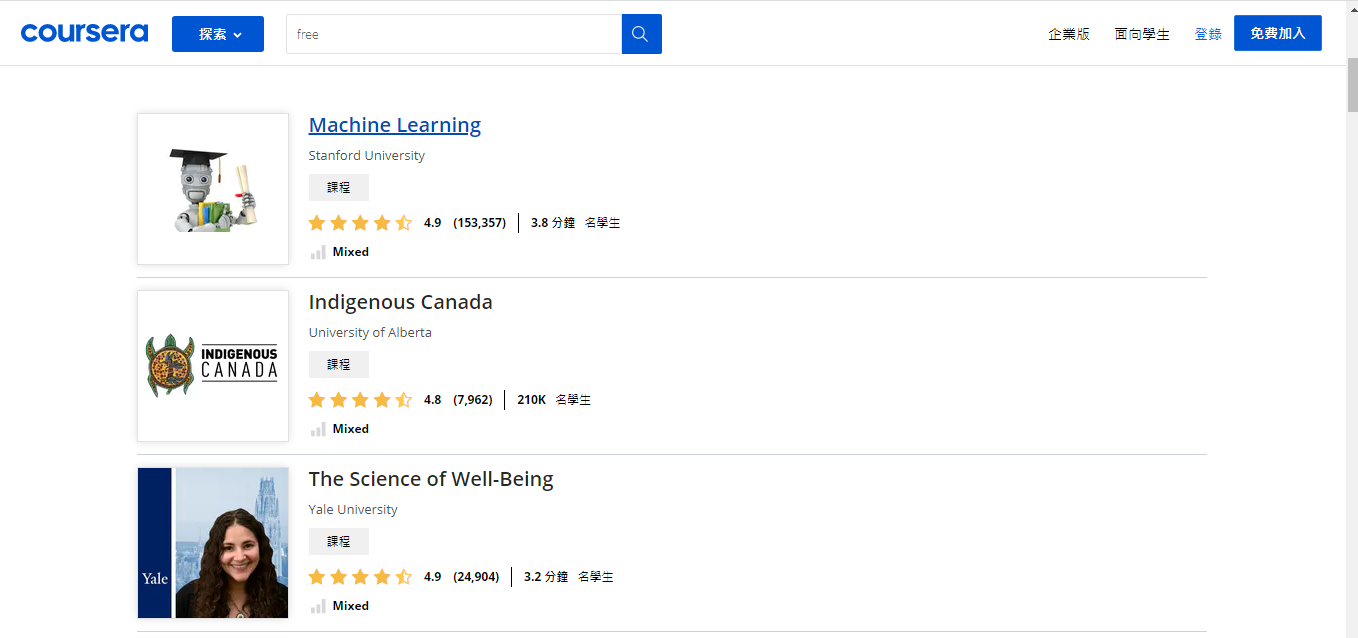 coursera 探索 free 企業版 面向學生 登錄 免費加入
Machine Learning
Stanford University
課程
4.9 (153,357) 3.8 分鐘 名學生
Mixed
Indigenous Canada
University of Alberta
課程
4.8 (7,962) 210K 名學生
Mixed
INDIGENOUS
CANADA
The Science of Well-Being
Yale University
課程
4.9 (24,904) 3.2 分鐘 名學生
Mixed
Yale